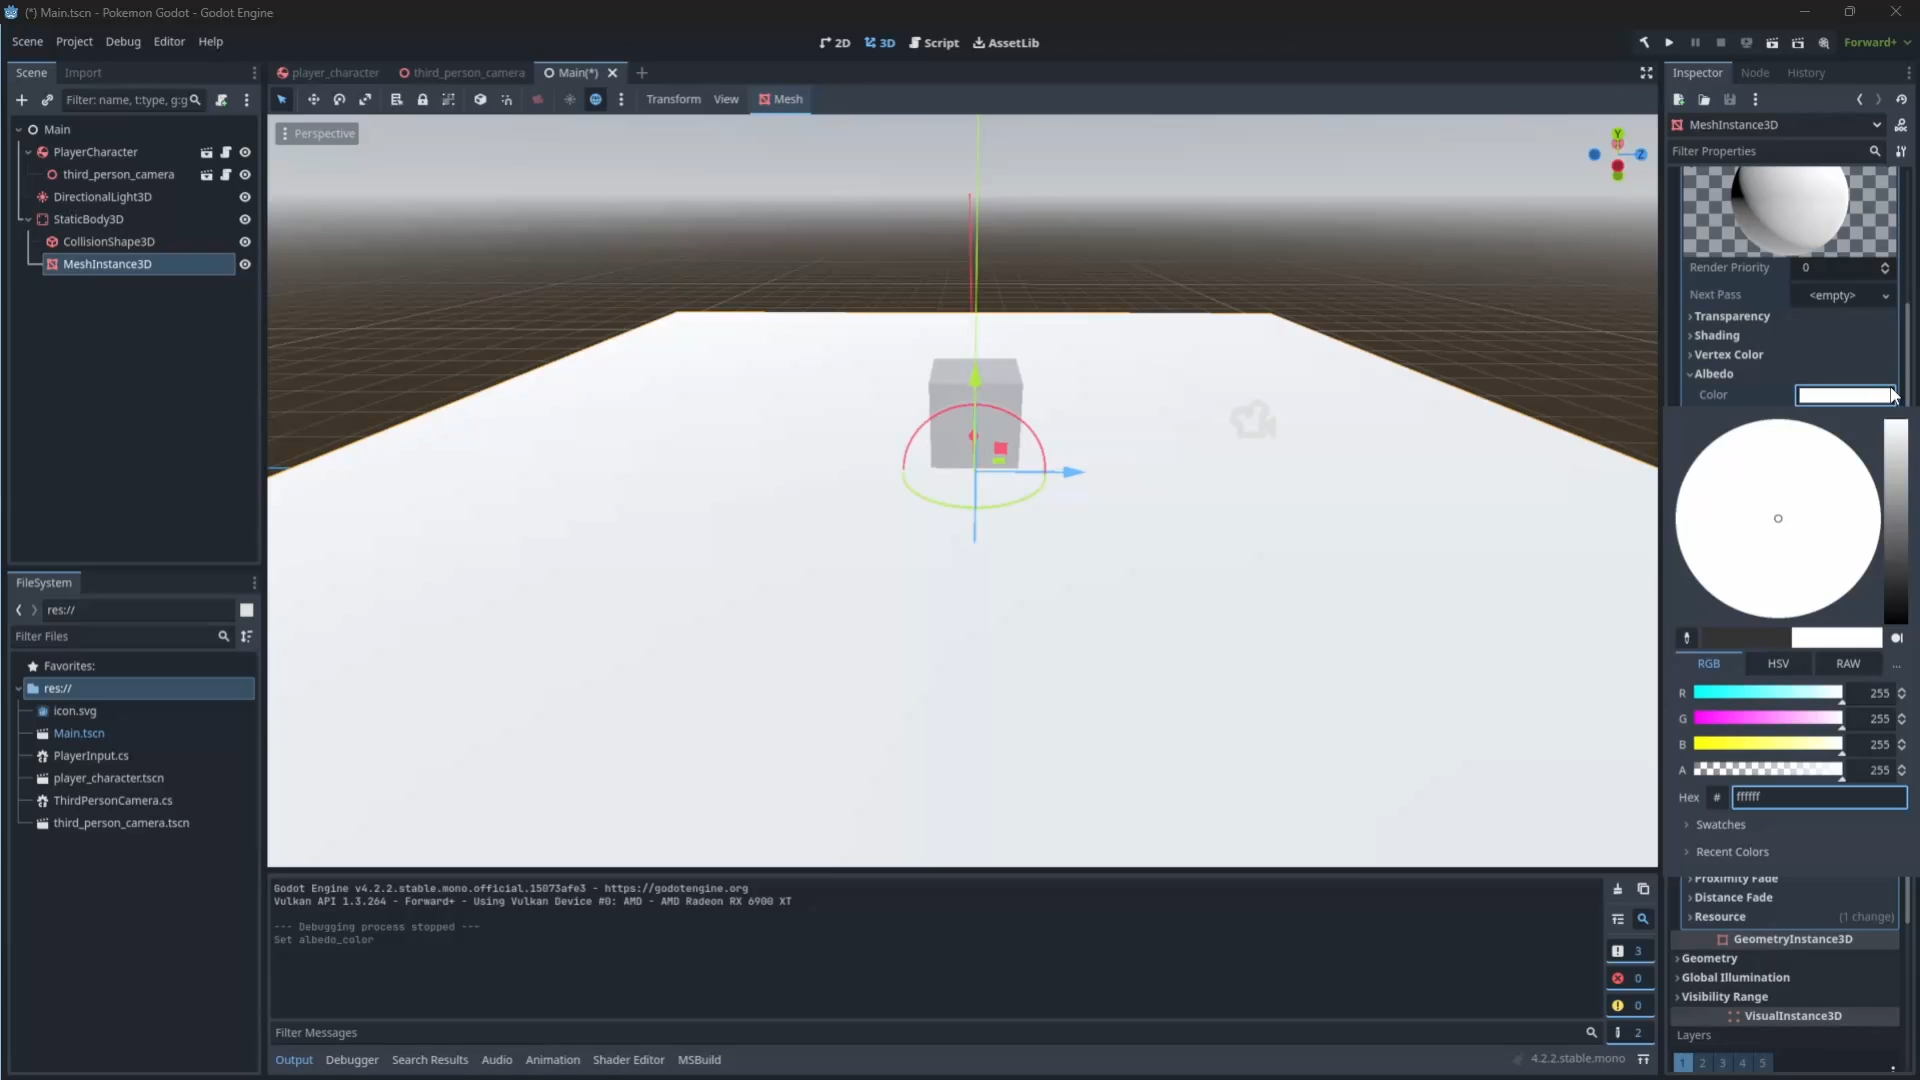 (*) Main.tscn - Pokemon Godot - Godot Engine
Scene Project Debug Editor Help
2D 3D Script AssetLib
Forward+
Scene Import
player_character third_person_camera Main(*)
Inspector Node History
Filter: name, t:type, g:g
Transform View Mesh
MeshInstance3D
Filter Properties
Main
PlayerCharacter
third_person_camera
DirectionalLight3D
StaticBody3D
CollisionShape3D
MeshInstance3D
Perspective
Y
Z
Render Priority 0
Next Pass <empty>
Transparency
Shading
Vertex Color
Albedo
Color
RGB HSV RAW ...
R 255
G 255
B 255
A 255
Hex # ffffff
Swatches
Recent Colors
Proximity Fade
Distance Fade
Resource (1 change)
GeometryInstance3D
Geometry
Global Illumination
Visibility Range
VisualInstance3D
Layers
1 2 3 4 5
FileSystem
res://
Filter Files
Favorites:
res://
icon.svg
Main.tscn
PlayerInput.cs
player_character.tscn
ThirdPersonCamera.cs
third_person_camera.tscn
Godot Engine v4.2.2.stable.mono.official.15073afe3 - https://godotengine.org
Vulkan API 1.3.264 - Forward+ - Using Vulkan Device #0: AMD - AMD Radeon RX 6900 XT
--- Debugging process stopped ---
Set albedo_color
3
0
0
2
Filter Messages
Output Debugger Search Results Audio Animation Shader Editor MSBuild
4.2.2.stable.mono